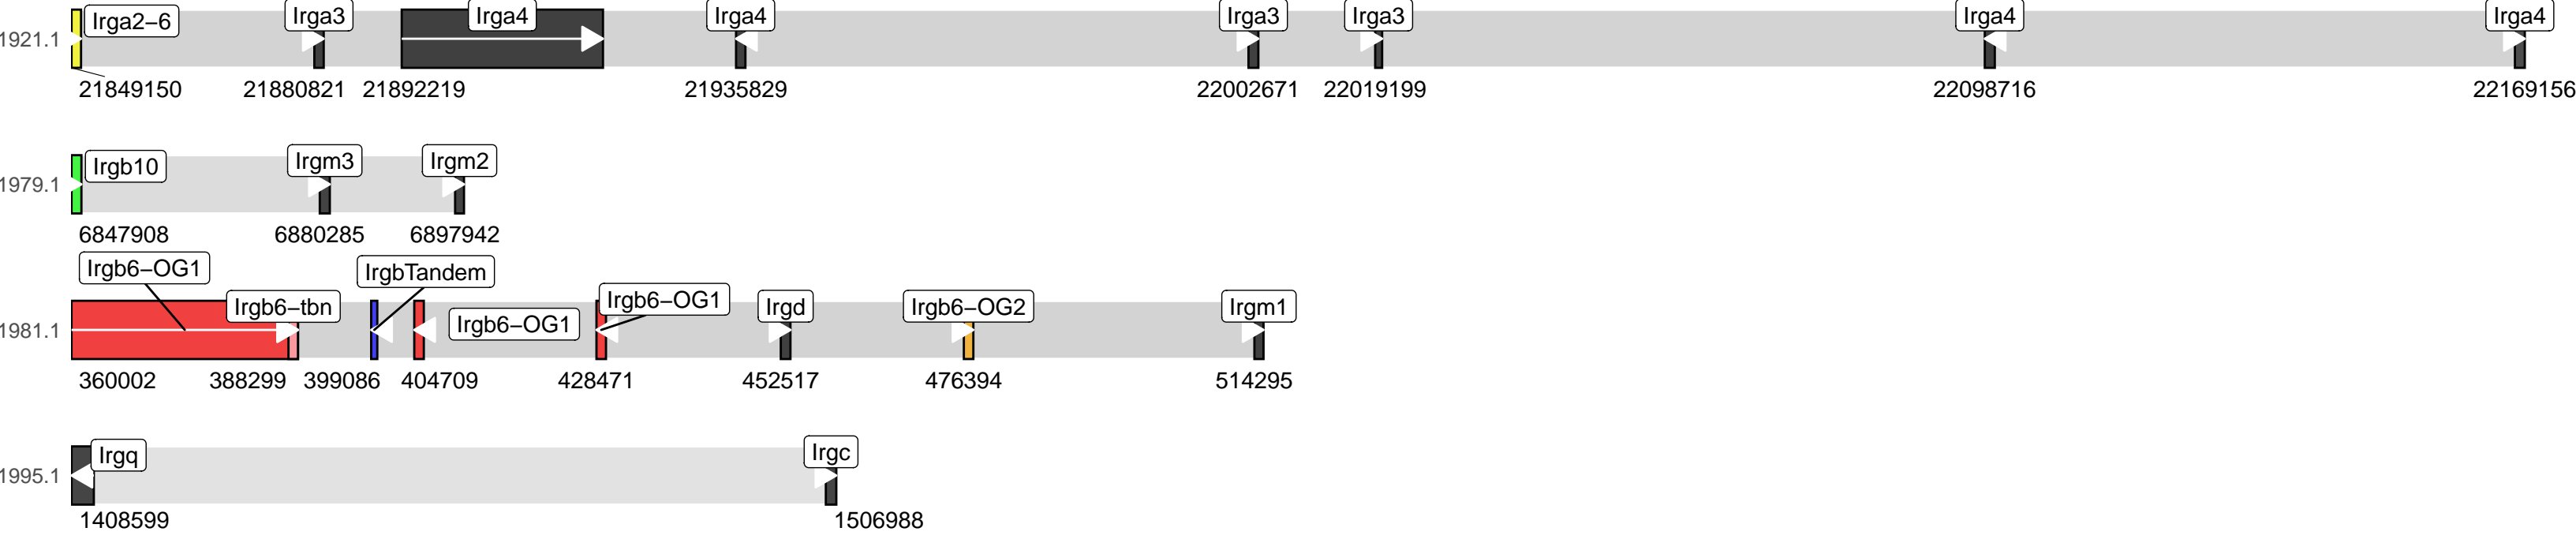 Irga2−6 Irga3 Irga4 Irga4 Irga3 Irga3 Irga4 Irga4
1921.1
21849150 21880821 21892219 21935829 22002671 22019199 22098716 22169156
Irgb10 Irgm3 Irgm2
1979.1
6847908 6880285 6897942
Irgb6−OG1 IrgbTandem
Irgb6−tbn Irgb6−OG1 Irgb6−OG1 Irgd Irgb6−OG2 Irgm1
1981.1
360002 388299 399086 404709 428471 452517 476394 514295
Irgq Irgc
1995.1
1408599 1506988